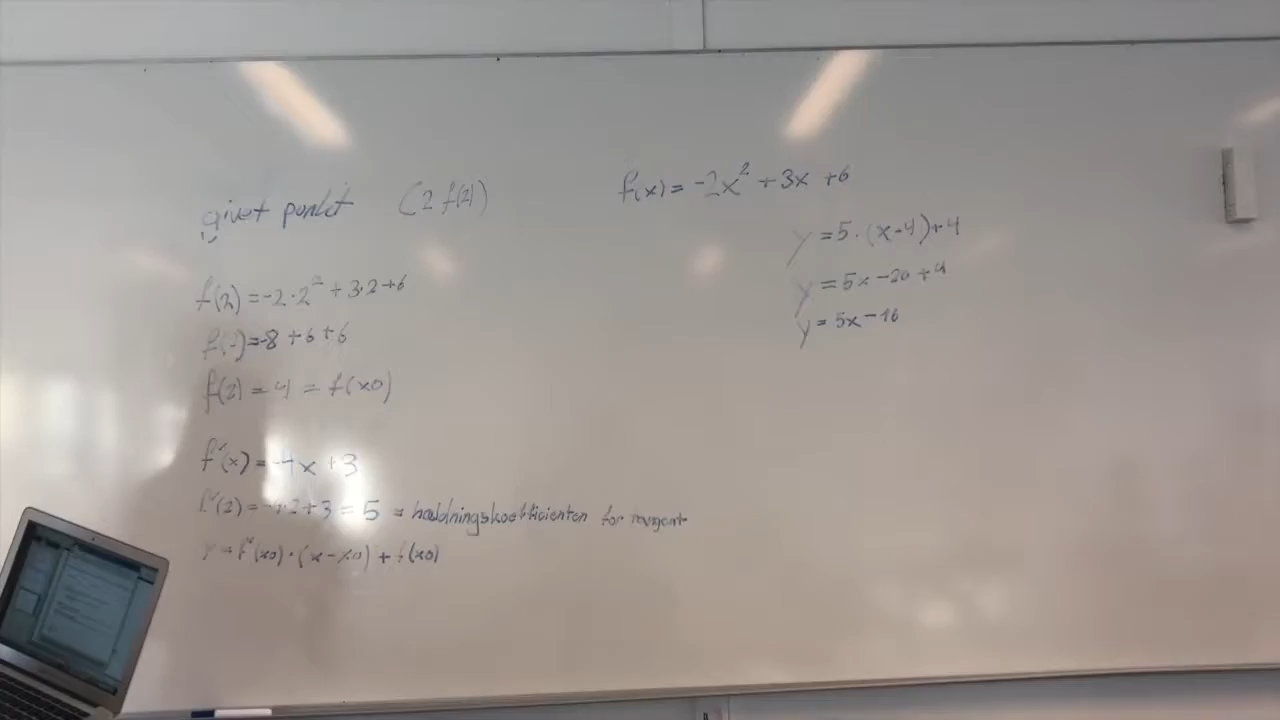 givet punkt (2 f(2))
f(2) = -2·2² + 3·2+6
f(2) = -8 + 6 + 6
f(2) = 4 = f(x0)
f'(x) = -4x + 3
f'(2) = -4·2+3 = 5 = hældningskoefficienten for tangent
y = f'(x0)·(x-x0) + f(x0)
f(x) = -2x² + 3x + 6
y = 5·(x-4)+4
y = 5x - 20 + 4
y = 5x - 16